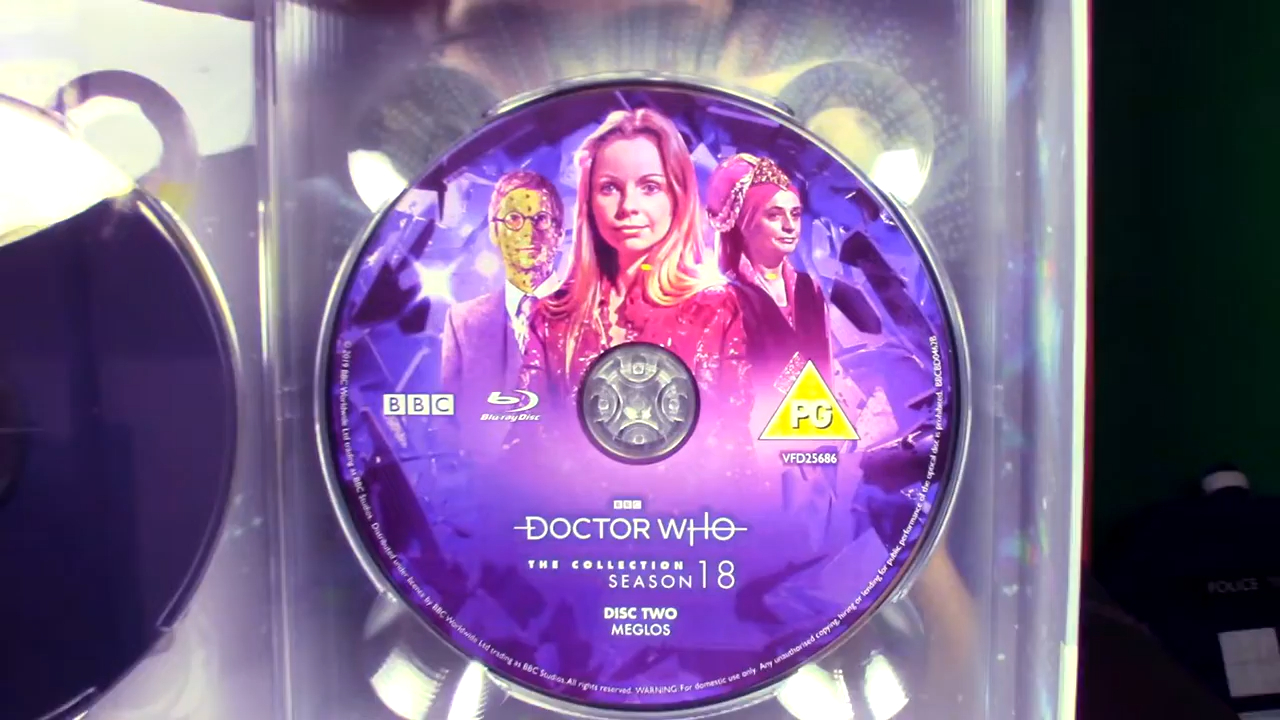 BBC
Blu-ray Disc
PG
VFD25686
BBC
DOCTOR WHO
THE COLLECTION
SEASON 18
DISC TWO
MEGLOS
©2019 BBC Worldwide Ltd trading as BBC Studios. Distributed under licence by BBC Worldwide Ltd trading as BBC Studios. All rights reserved. WARNING: For domestic use only. Any unauthorised copying, hiring or lending for public performance of the optical disc is prohibited.
POLICE